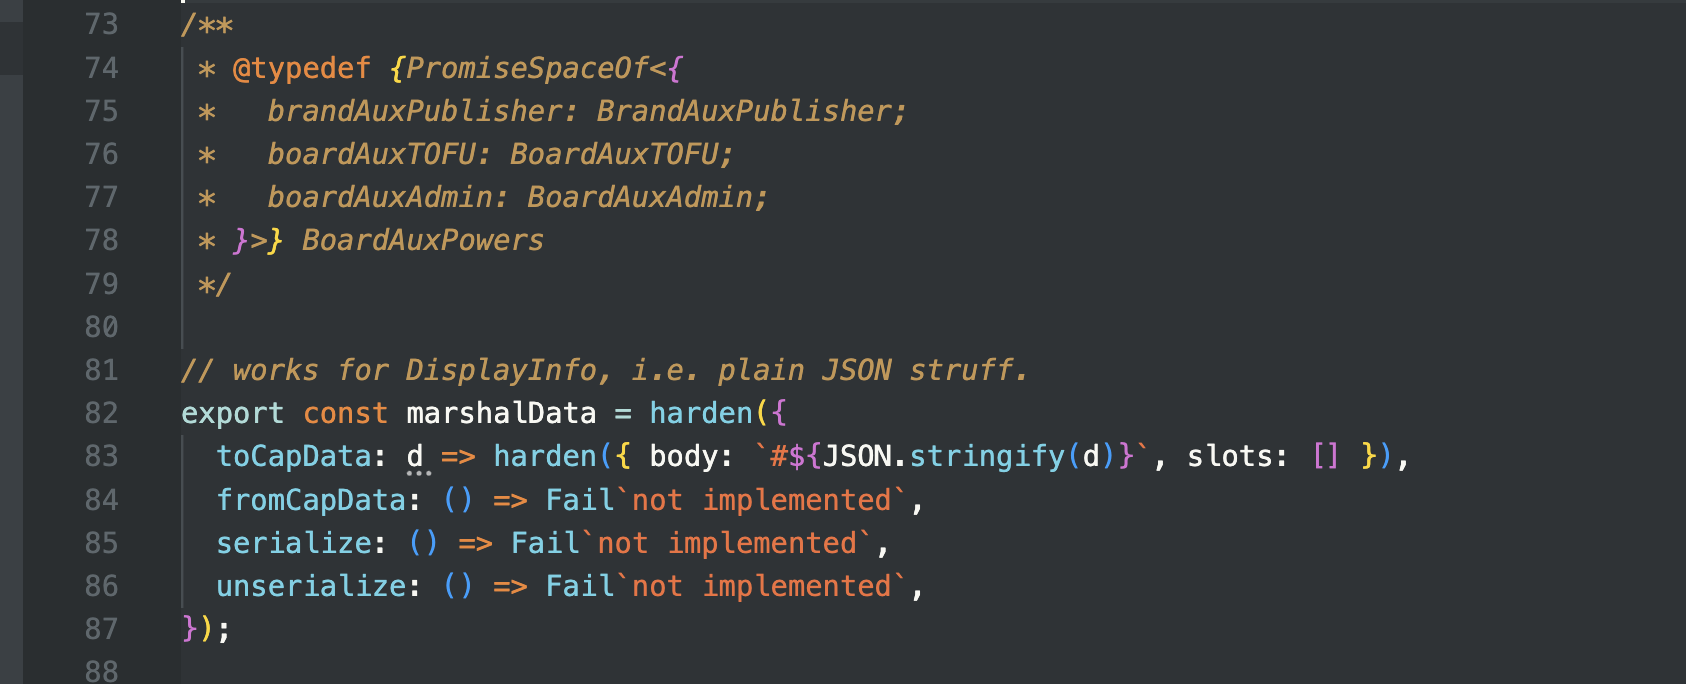 73 /**
74  * @typedef {PromiseSpaceOf<{
75  *   brandAuxPublisher: BrandAuxPublisher;
76  *   boardAuxTOFU: BoardAuxTOFU;
77  *   boardAuxAdmin: BoardAuxAdmin;
78  * }>} BoardAuxPowers
79  */
80
81 // works for DisplayInfo, i.e. plain JSON struff.
82 export const marshalData = harden({
83   toCapData: d => harden({ body: `#${JSON.stringify(d)}`, slots: [] }),
84   fromCapData: () => Fail`not implemented`,
85   serialize: () => Fail`not implemented`,
86   unserialize: () => Fail`not implemented`,
87 });
88